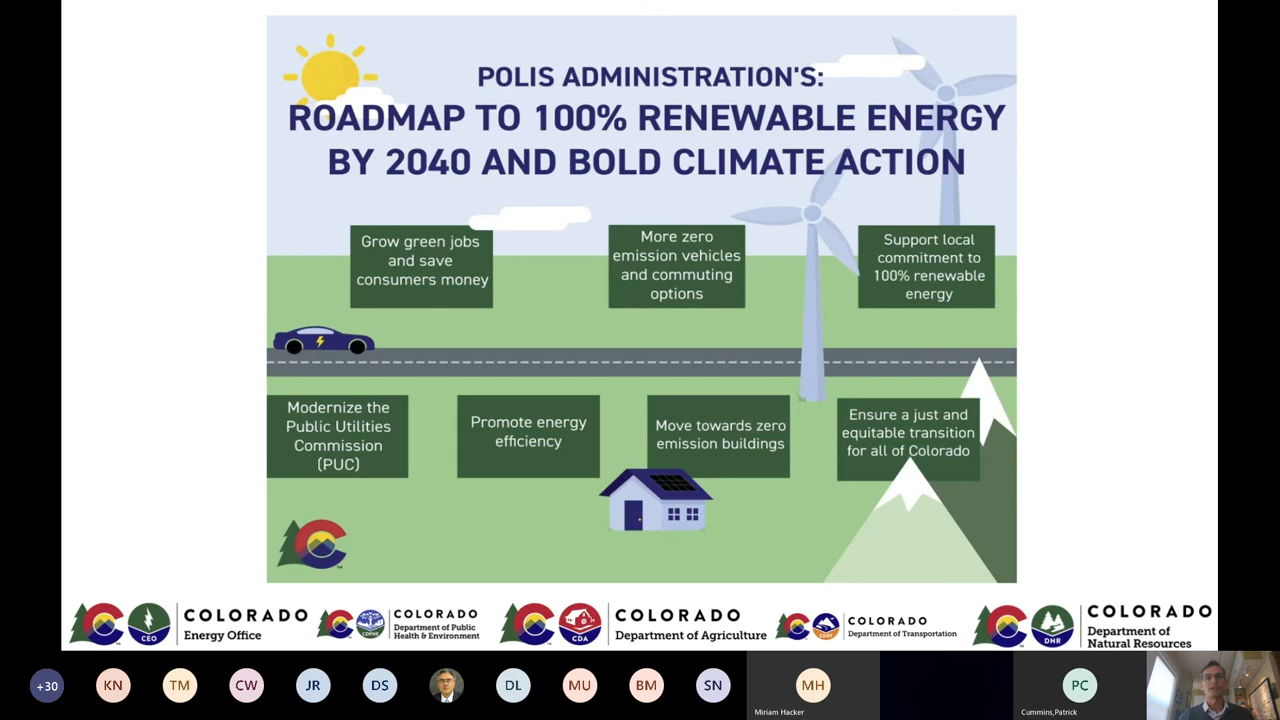 POLIS ADMINISTRATION'S:
ROADMAP TO 100% RENEWABLE ENERGY
BY 2040 AND BOLD CLIMATE ACTION
Grow green jobs
and save
consumers money
More zero
emission vehicles
and commuting
options
Support local
commitment to
100% renewable
energy
Modernize the
Public Utilities
Commission
(PUC)
Promote energy
efficiency
Move towards zero
emission buildings
Ensure a just and
equitable transition
for all of Colorado
CEO
COLORADO
Energy Office
CDPHE
COLORADO
Department of Public
Health & Environment
CDA
COLORADO
Department of Agriculture
CDOT
COLORADO
Department of Transportation
DNR
COLORADO
Department of
Natural Resources
+30
KN
TM
CW
JR
DS
DL
MU
BM
SN
MH
Miriam Hacker
PC
Cummins,Patrick